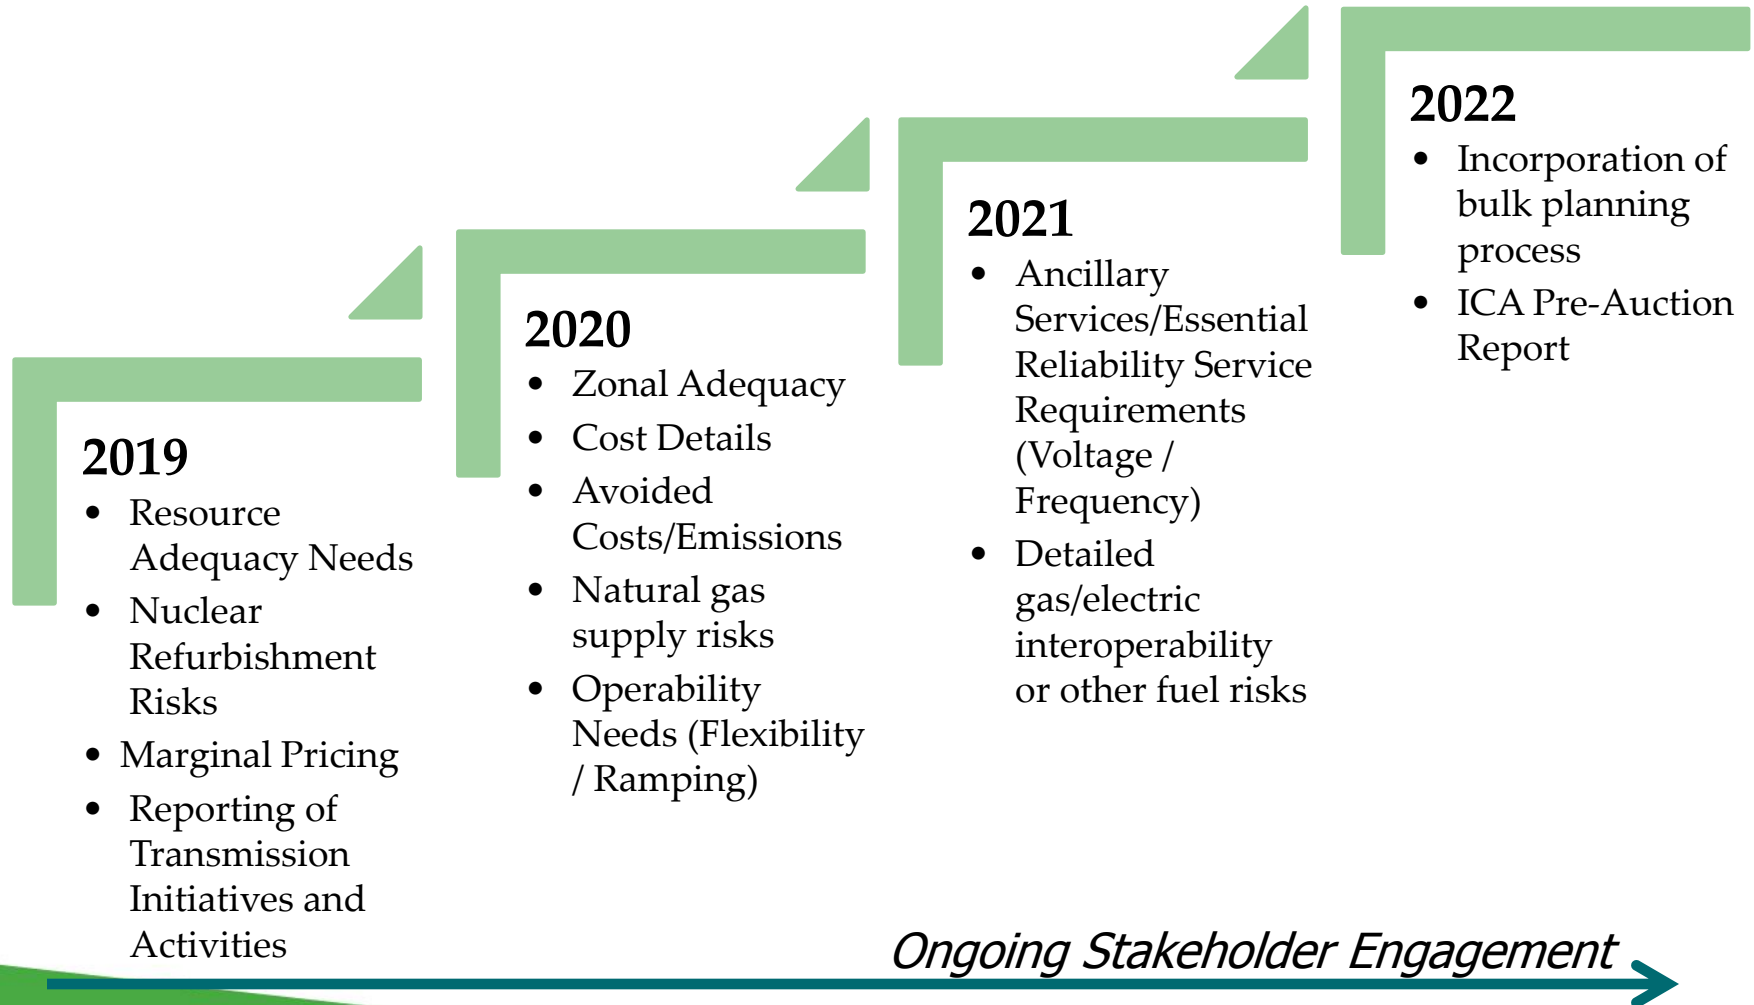 2019
• Resource
Adequacy Needs
• Nuclear
Refurbishment
Risks
• Marginal Pricing
• Reporting of
Transmission
Initiatives and
Activities
2020
• Zonal Adequacy
• Cost Details
• Avoided
Costs/Emissions
• Natural gas
supply risks
• Operability
Needs (Flexibility
/ Ramping)
2021
• Ancillary
Services/Essential
Reliability Service
Requirements
(Voltage /
Frequency)
• Detailed
gas/electric
interoperability
or other fuel risks
2022
• Incorporation of
bulk planning
process
• ICA Pre-Auction
Report
Ongoing Stakeholder Engagement